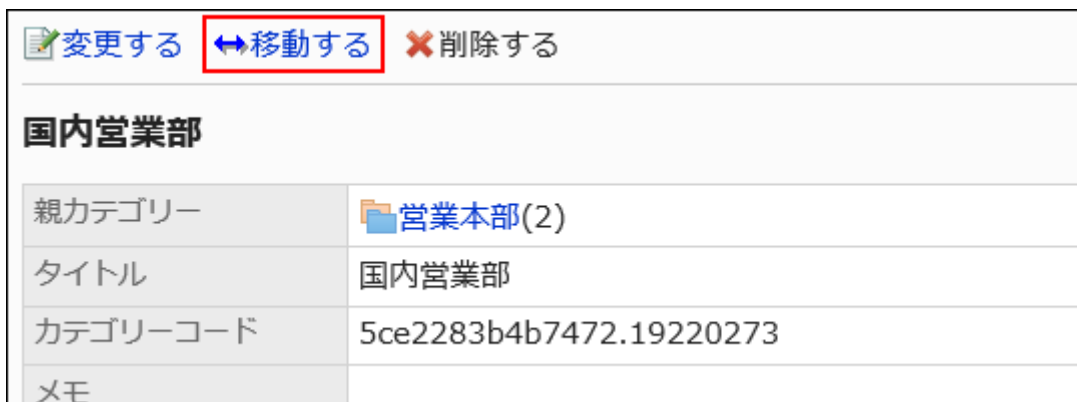 変更する 移動する 削除する
国内営業部
親カテゴリー 営業本部(2)
タイトル 国内営業部
カテゴリーコード 5ce2283b4b7472.19220273
メモ